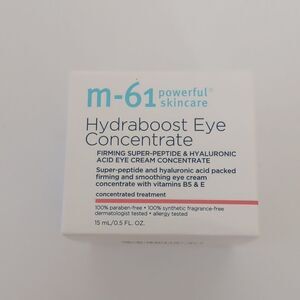 m-61 powerful®
skincare
Hydraboost Eye
Concentrate
FIRMING SUPER-PEPTIDE & HYALURONIC
ACID EYE CREAM CONCENTRATE
Super-peptide and hyaluronic acid packed
firming and smoothing eye cream
concentrate with vitamins B5 & E
concentrated treatment
100% paraben-free • 100% synthetic fragrance-free
dermatologist tested • allergy tested
15 mL/0.5 FL. OZ.